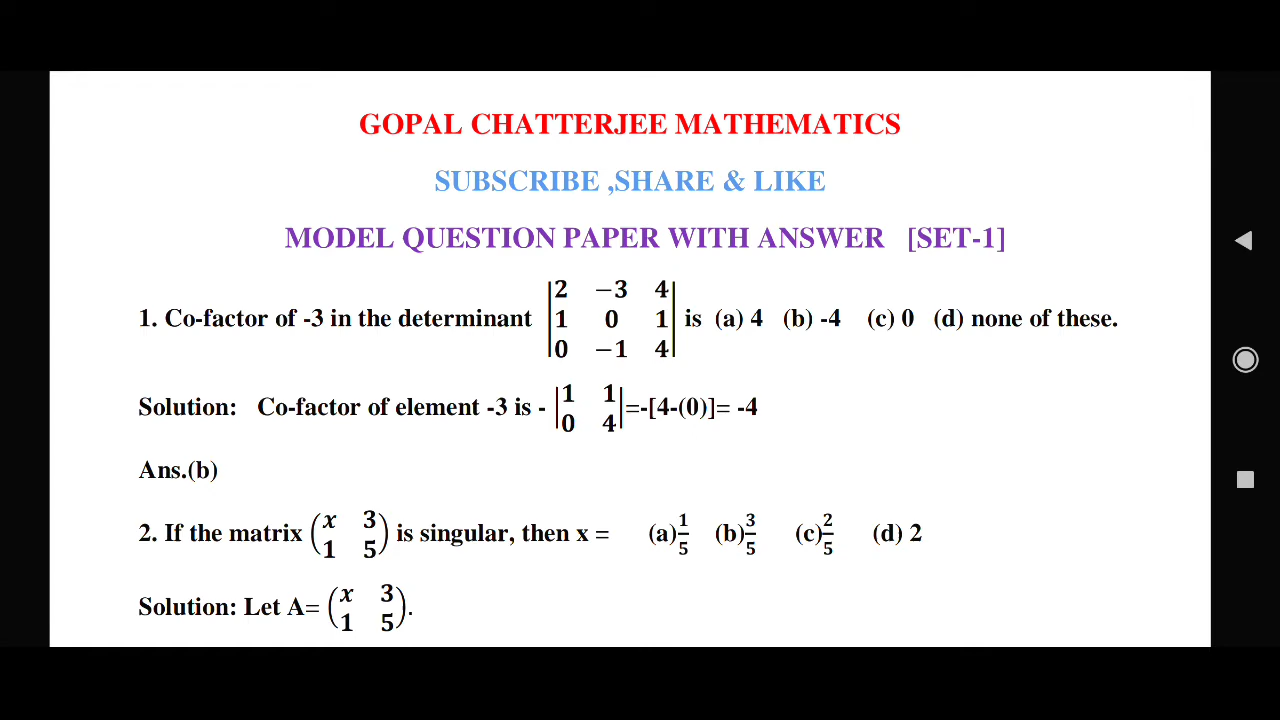 GOPAL CHATTERJEE MATHEMATICS
SUBSCRIBE ,SHARE & LIKE
MODEL QUESTION PAPER WITH ANSWER [SET-1]
1. Co-factor of -3 in the determinant |2 −3 4; 1 0 1; 0 −1 4| is (a) 4 (b) -4 (c) 0 (d) none of these.
Solution: Co-factor of element -3 is - |1 1; 0 4|=-[4-(0)]= -4
Ans.(b)
2. If the matrix (x 3; 1 5) is singular, then x = (a)1/5 (b)3/5 (c)2/5 (d) 2
Solution: Let A= (x 3; 1 5).